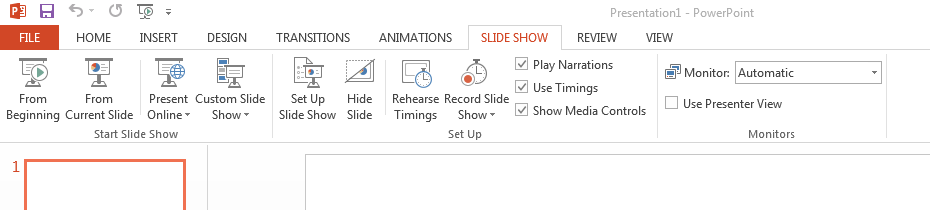 Presentation1 - PowerPoint
FILE HOME INSERT DESIGN TRANSITIONS ANIMATIONS SLIDE SHOW REVIEW VIEW
From Beginning
From Current Slide
Present Online
Custom Slide Show
Start Slide Show
Set Up Slide Show
Hide Slide
Rehearse Timings
Record Slide Show
Play Narrations
Use Timings
Show Media Controls
Set Up
Monitor: Automatic
Use Presenter View
Monitors
1